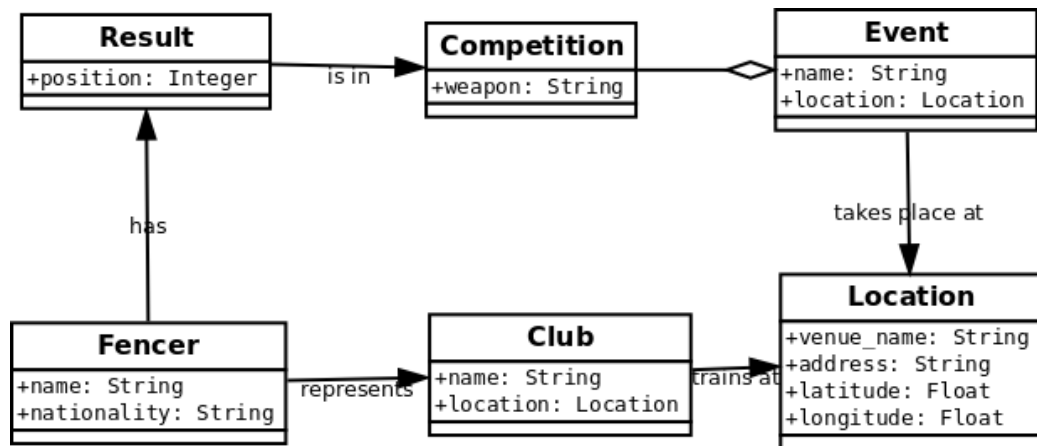 Result
+position: Integer
is in
Competition
+weapon: String
Event
+name: String
+location: Location
has
takes place at
Fencer
+name: String
+nationality: String
represents
Club
+name: String
+location: Location
trains at
Location
+venue_name: String
+address: String
+latitude: Float
+longitude: Float